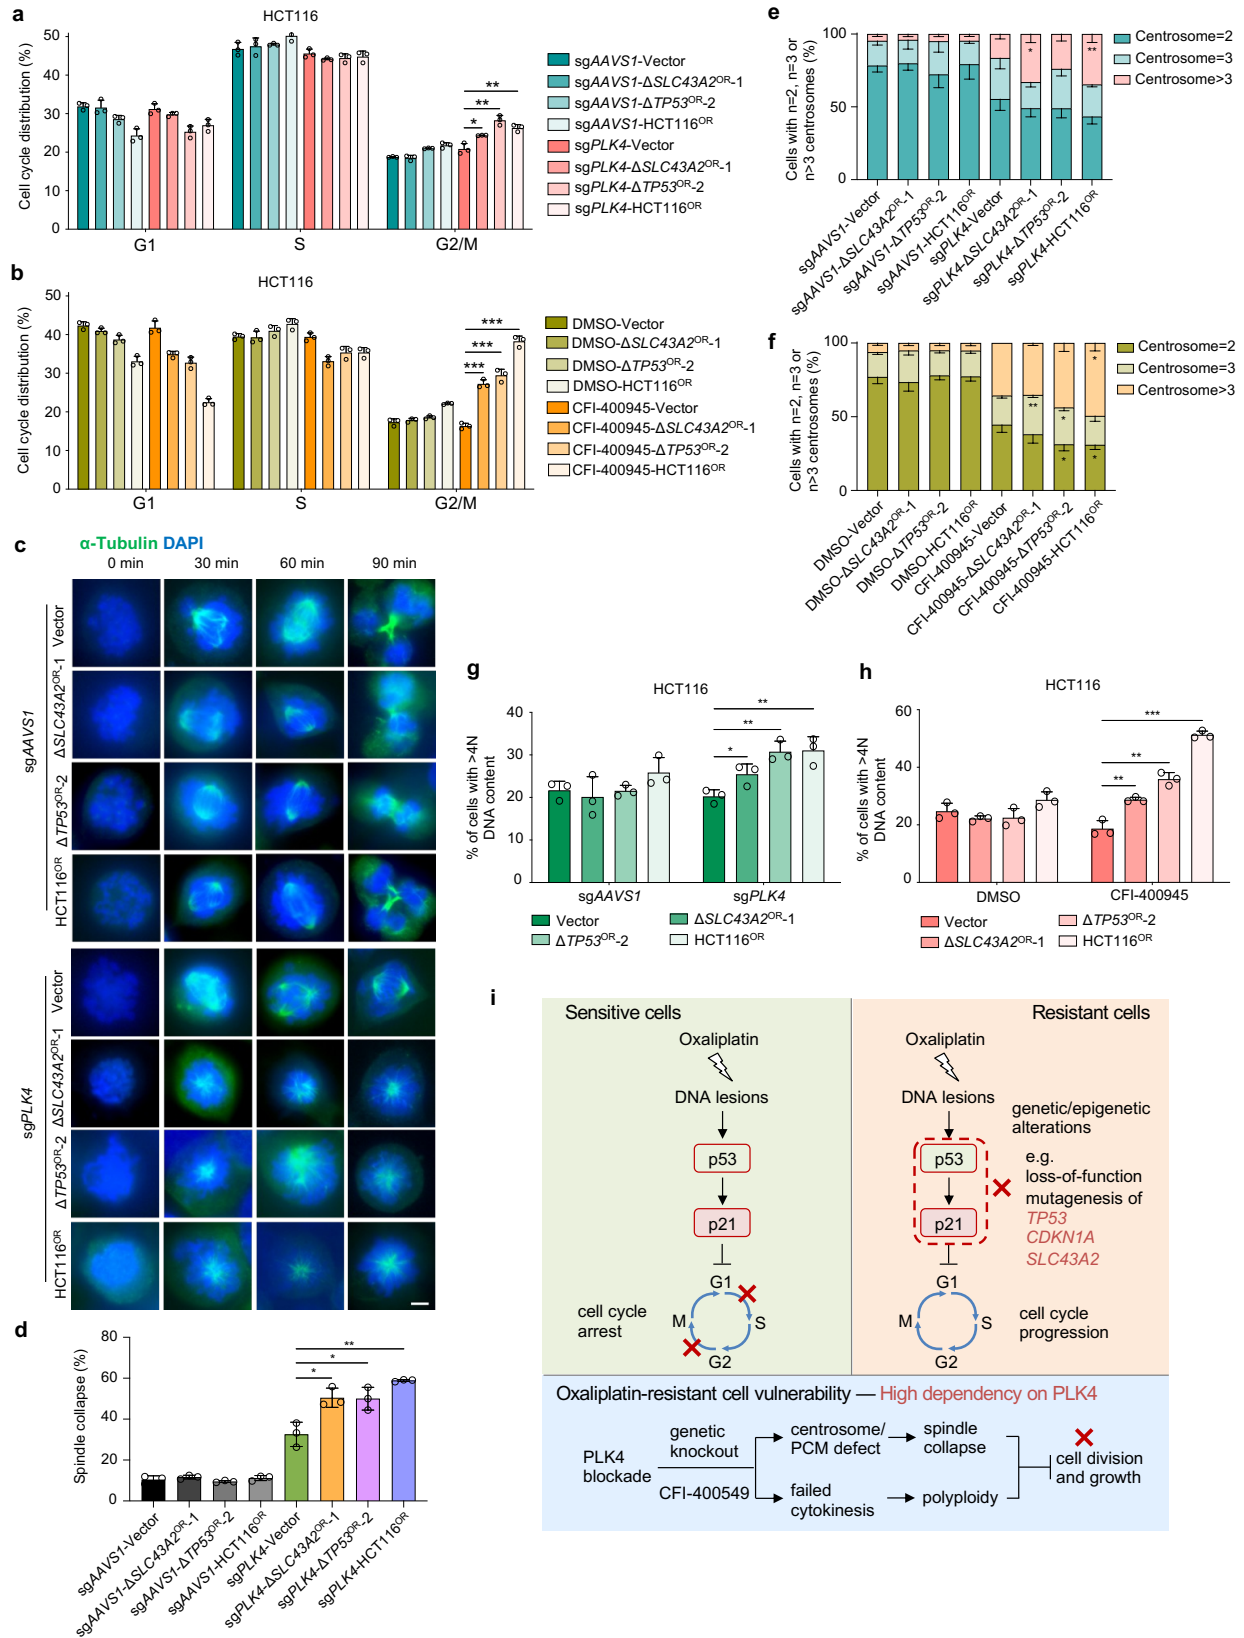 a
HCT116
Cell cycle distribution (%)
50
40
30
20
10
0
G1
S
G2/M
*
**
**
sgAAVS1-Vector
sgAAVS1-ΔSLC43A2ᴼᴿ-1
sgAAVS1-ΔTP53ᴼᴿ-2
sgAAVS1-HCT116ᴼᴿ
sgPLK4-Vector
sgPLK4-ΔSLC43A2ᴼᴿ-1
sgPLK4-ΔTP53ᴼᴿ-2
sgPLK4-HCT116ᴼᴿ
b
HCT116
Cell cycle distribution (%)
50
40
30
20
10
0
G1
S
G2/M
***
***
***
DMSO-Vector
DMSO-ΔSLC43A2ᴼᴿ-1
DMSO-ΔTP53ᴼᴿ-2
DMSO-HCT116ᴼᴿ
CFI-400945-Vector
CFI-400945-ΔSLC43A2ᴼᴿ-1
CFI-400945-ΔTP53ᴼᴿ-2
CFI-400945-HCT116ᴼᴿ
c
α-Tubulin DAPI
0 min
30 min
60 min
90 min
sgAAVS1
Vector
ΔSLC43A2ᴼᴿ-1
ΔTP53ᴼᴿ-2
HCT116ᴼᴿ
sgPLK4
Vector
ΔSLC43A2ᴼᴿ-1
ΔTP53ᴼᴿ-2
HCT116ᴼᴿ
d
Spindle collapse (%)
80
60
40
20
0
*
*
**
sgAAVS1-Vector
sgAAVS1-ΔSLC43A2ᴼᴿ-1
sgAAVS1-ΔTP53ᴼᴿ-2
sgAAVS1-HCT116ᴼᴿ
sgPLK4-Vector
sgPLK4-ΔSLC43A2ᴼᴿ-1
sgPLK4-ΔTP53ᴼᴿ-2
sgPLK4-HCT116ᴼᴿ
e
Cells with n=2, n=3 or
n>3 centrosomes (%)
100
50
0
*
**
Centrosome=2
Centrosome=3
Centrosome>3
sgAAVS1-Vector
sgAAVS1-ΔSLC43A2ᴼᴿ-1
sgAAVS1-ΔTP53ᴼᴿ-2
sgAAVS1-HCT116ᴼᴿ
sgPLK4-Vector
sgPLK4-ΔSLC43A2ᴼᴿ-1
sgPLK4-ΔTP53ᴼᴿ-2
sgPLK4-HCT116ᴼᴿ
f
Cells with n=2, n=3 or
n>3 centrosomes (%)
100
50
0
**
*
*
*
*
Centrosome=2
Centrosome=3
Centrosome>3
DMSO-Vector
DMSO-ΔSLC43A2ᴼᴿ-1
DMSO-ΔTP53ᴼᴿ-2
DMSO-HCT116ᴼᴿ
CFI-400945-Vector
CFI-400945-ΔSLC43A2ᴼᴿ-1
CFI-400945-ΔTP53ᴼᴿ-2
CFI-400945-HCT116ᴼᴿ
g
HCT116
% of cells with >4N
DNA content
40
30
20
10
0
*
**
**
sgAAVS1
sgPLK4
Vector
ΔSLC43A2ᴼᴿ-1
ΔTP53ᴼᴿ-2
HCT116ᴼᴿ
h
HCT116
% of cells with >4N
DNA content
60
40
20
0
**
**
***
DMSO
CFI-400945
Vector
ΔTP53ᴼᴿ-2
ΔSLC43A2ᴼᴿ-1
HCT116ᴼᴿ
i
Sensitive cells
Oxaliplatin
DNA lesions
p53
p21
G1
M
S
G2
cell cycle
arrest
Resistant cells
Oxaliplatin
DNA lesions
p53
p21
genetic/epigenetic
alterations
e.g.
loss-of-function
mutagenesis of
TP53
CDKN1A
SLC43A2
G1
M
S
G2
cell cycle
progression
Oxaliplatin-resistant cell vulnerability — High dependency on PLK4
PLK4
blockade
genetic
knockout
CFI-400549
centrosome/
PCM defect
spindle
collapse
failed
cytokinesis
polyploidy
cell division
and growth